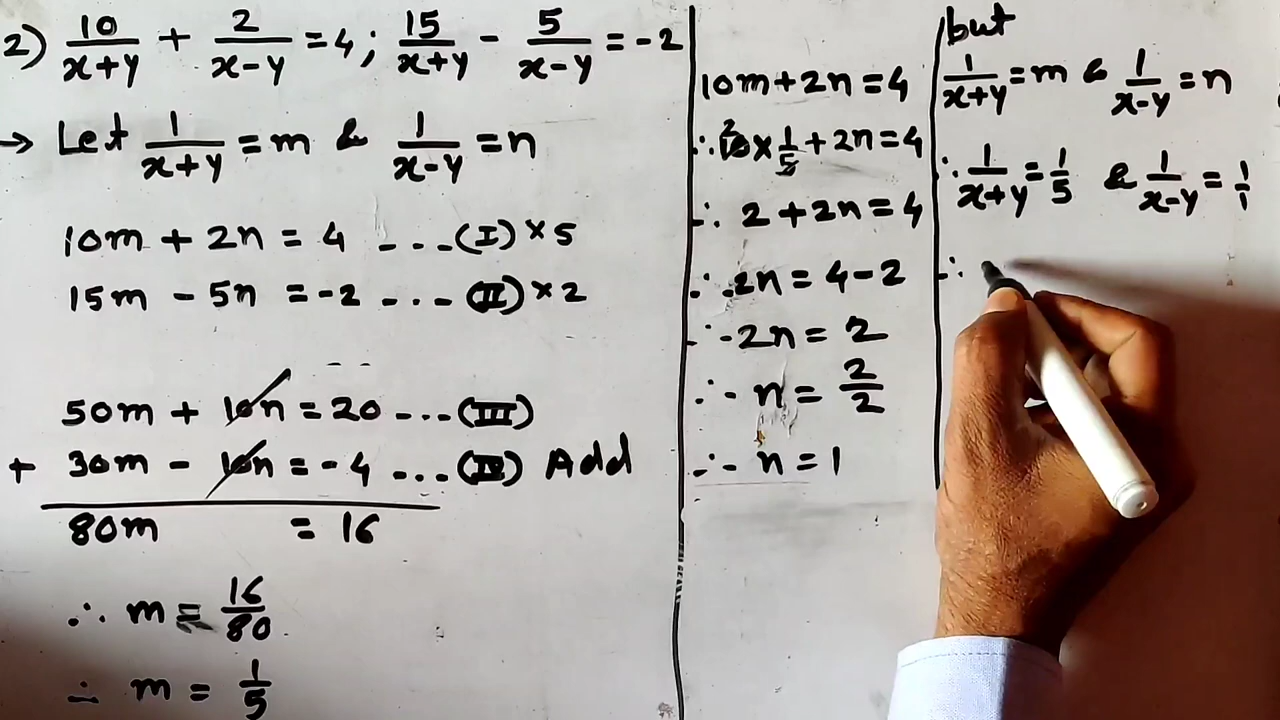 2) 10/(x+y) + 2/(x-y) = 4 ; 15/(x+y) - 5/(x-y) = -2
→ Let 1/(x+y) = m & 1/(x-y) = n
10m + 2n = 4 ---(I) × 5
15m - 5n = -2 ---(II) × 2
50m + 10n = 20 ---(III)
+ 30m - 10n = -4 ---(IV) Add
80m = 16
∴ m = 16/80
∴ m = 1/5
10m + 2n = 4
∴ 10 2 × 1/5 + 2n = 4
∴ 2 + 2n = 4
∴ 2n = 4 - 2
∴ 2n = 2
∴ n = 2/2
∴ n = 1
but
1/(x+y) = m & 1/(x-y) = n
∴ 1/(x+y) = 1/5 & 1/(x-y) = 1/1
∴